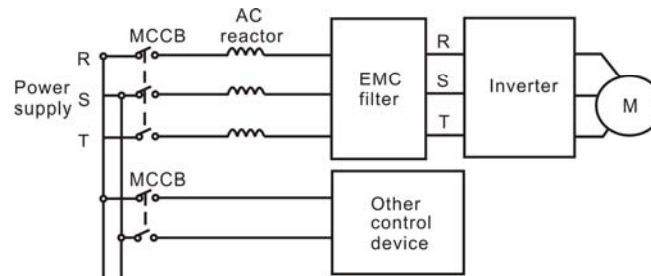 AC
reactor
MCCB
R
Power
supply
S
T
EMC
filter
R
S
T
Inverter
M
MCCB
Other
control
device